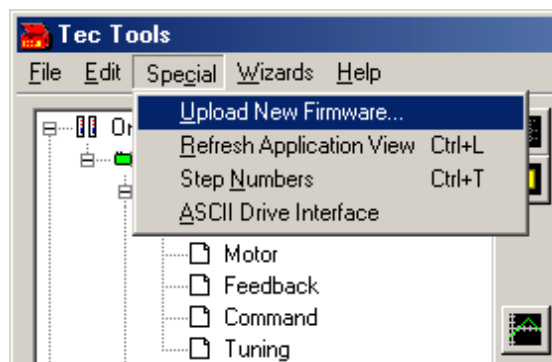 Tec Tools
File Edit Special Wizards Help
Upload New Firmware...
Refresh Application View Ctrl+L
Step Numbers Ctrl+T
ASCII Drive Interface
Motor
Feedback
Command
Tuning